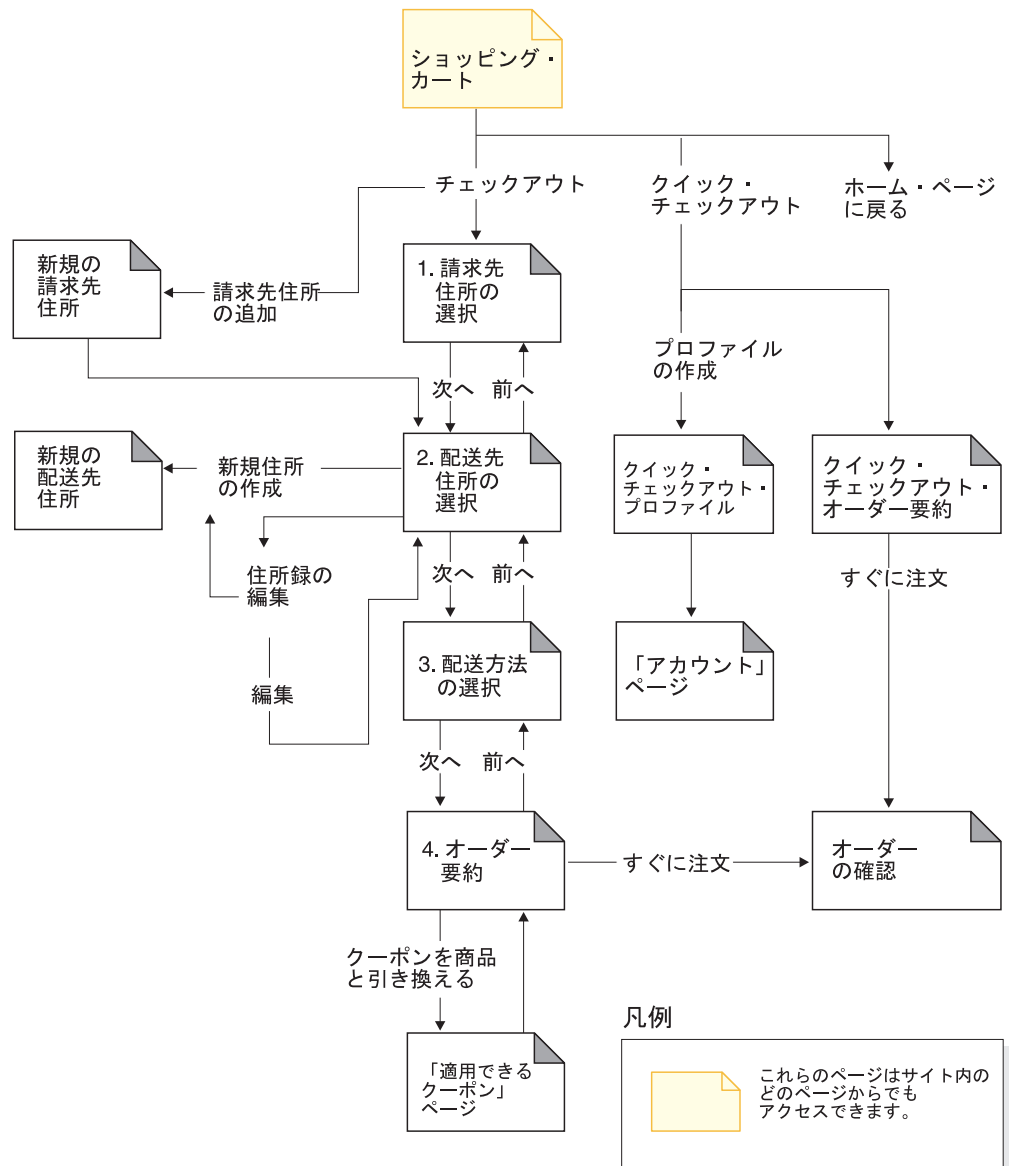 ショッピング・
カート
チェックアウト
クイック・
チェックアウト
ホーム・ページ
に戻る
新規の
請求先
住所
請求先住所
の追加
1. 請求先
住所の
選択
プロファイル
の作成
次へ 前へ
新規の
配送先
住所
新規住所
の作成
2. 配送先
住所の
選択
クイック・
チェックアウト・
プロファイル
クイック・
チェックアウト・
オーダー要約
住所録の
編集
次へ 前へ
すぐに注文
編集
3. 配送方法
の選択
「アカウント」
ページ
次へ 前へ
4. オーダー
要約
すぐに注文
オーダー
の確認
クーポンを商品
と引き換える
「適用できる
クーポン」
ページ
凡例
これらのページはサイト内の
どのページからでも
アクセスできます。